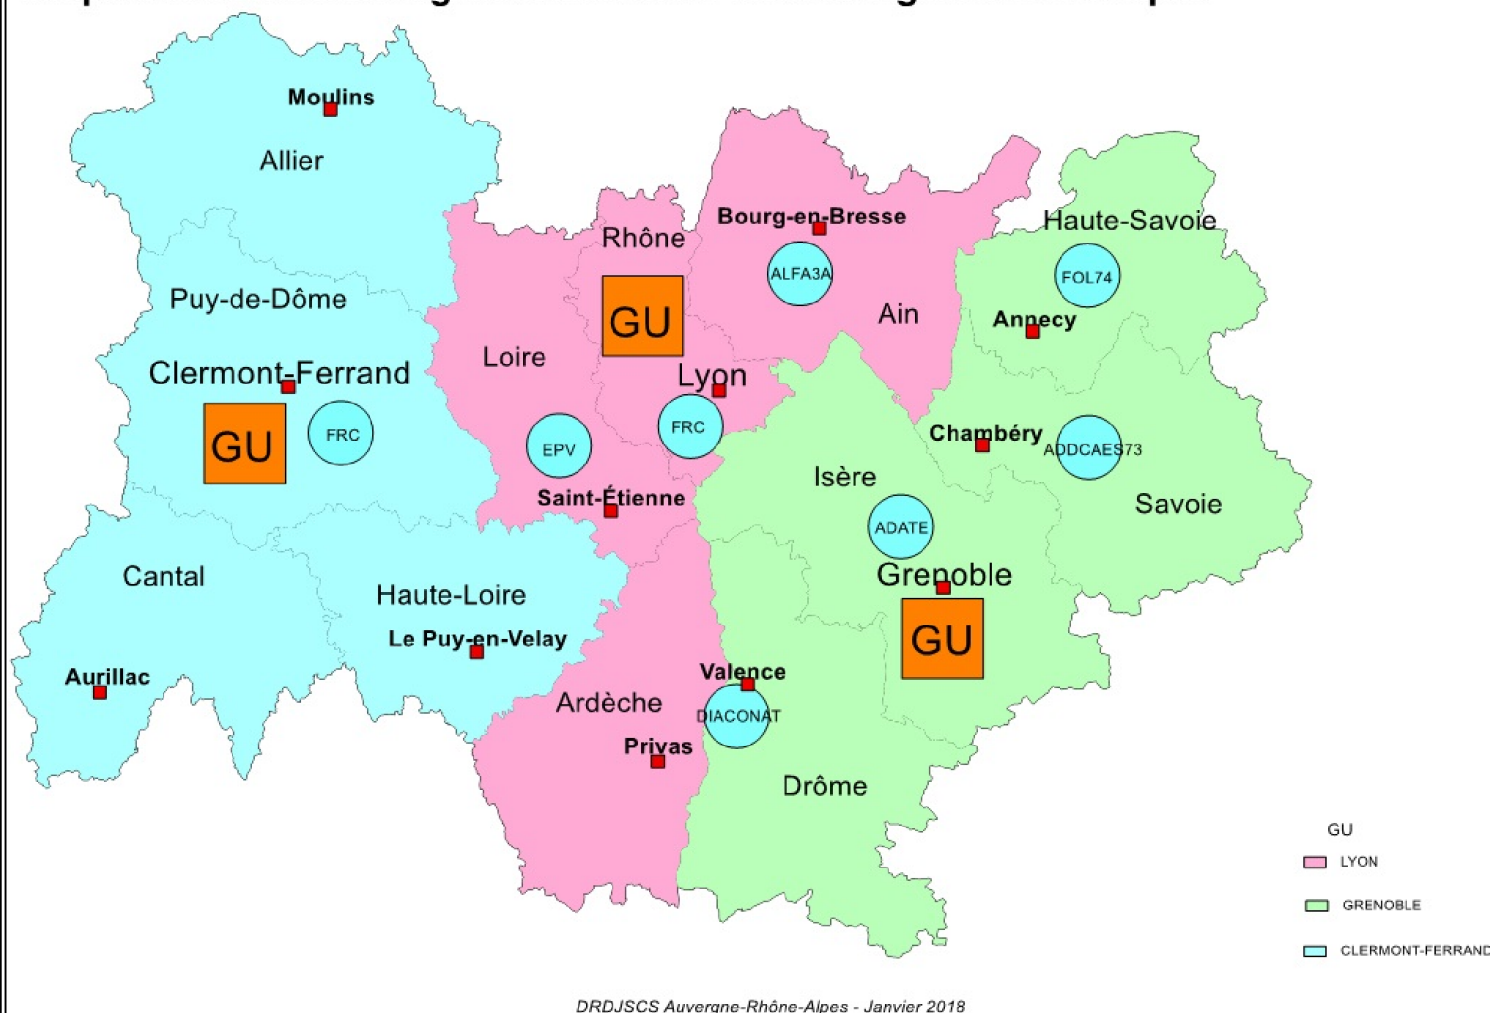 Moulins
Allier
Bourg-en-Bresse
Haute-Savoie
Rhône
ALFA3A
FOL74
Puy-de-Dôme
GU
Ain
Annecy
Loire
Clermont-Ferrand
Lyon
GU
FRC
EPV
FRC
Chambéry
ADDCAES73
Isère
Saint-Étienne
Savoie
ADATE
Cantal
Haute-Loire
Grenoble
Le Puy-en-Velay
GU
Aurillac
Valence
Ardèche
DIACONAT
Privas
Drôme
GU
LYON
GRENOBLE
CLERMONT-FERRAND
DRDJSCS Auvergne-Rhône-Alpes - Janvier 2018